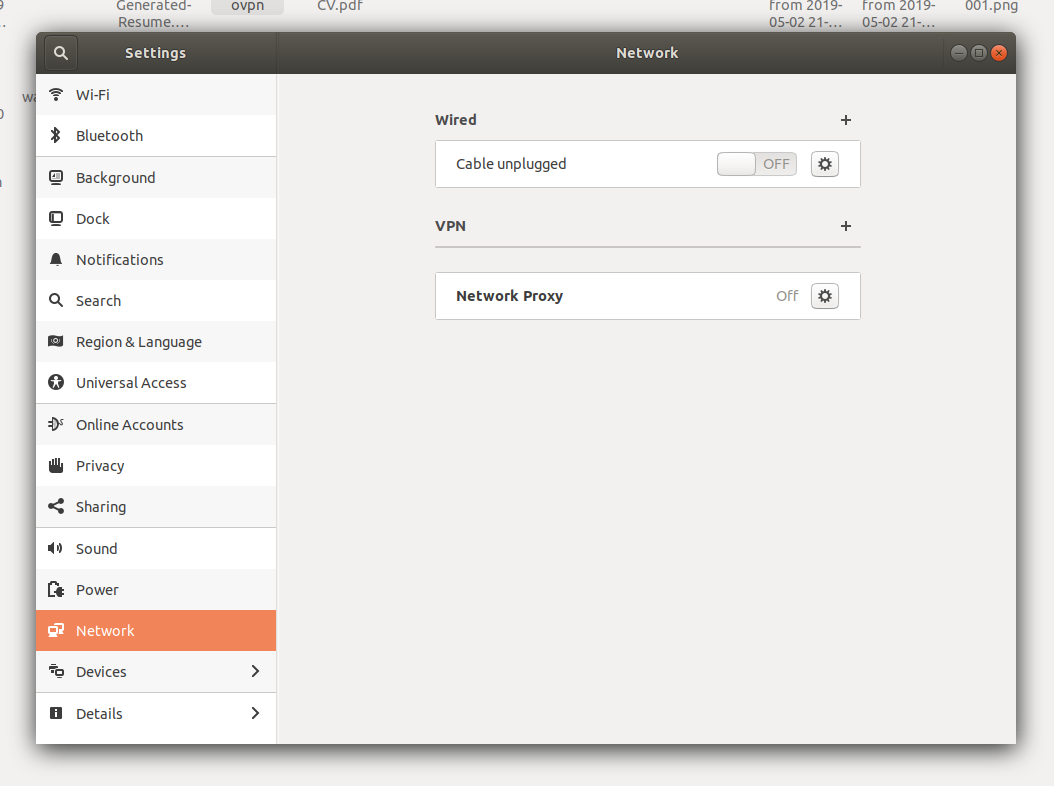 Generated-
Resume....
ovpn
CV.pdf
from 2019-
05-02 21-...
from 2019-
05-02 21-...
001.png
Settings
Network
Wi-Fi
Bluetooth
Background
Dock
Notifications
Search
Region & Language
Universal Access
Online Accounts
Privacy
Sharing
Sound
Power
Network
Devices
Details
Wired
Cable unplugged
OFF
VPN
Network Proxy
Off